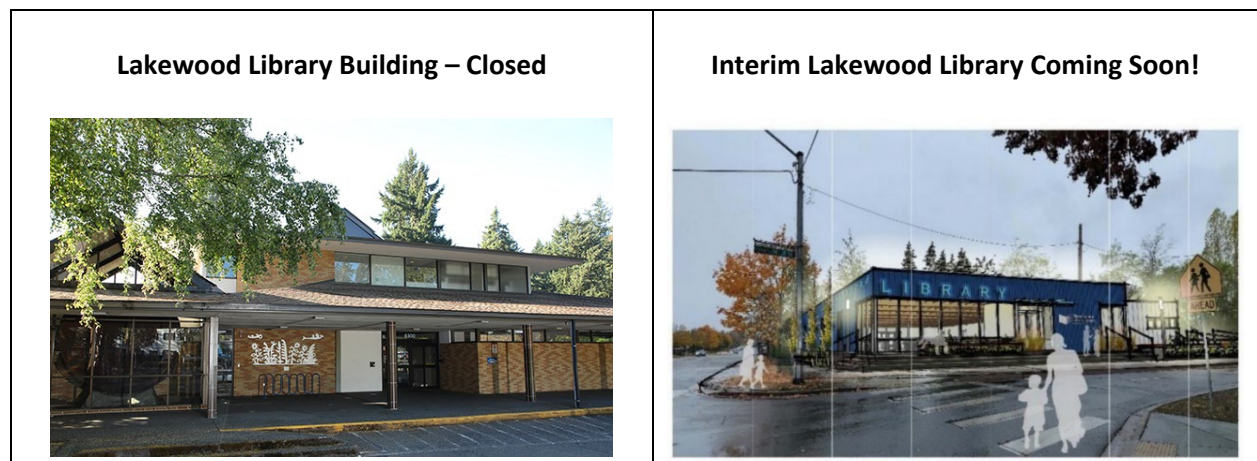 Lakewood Library Building – Closed
Interim Lakewood Library Coming Soon!
LIBRARY
AHEAD